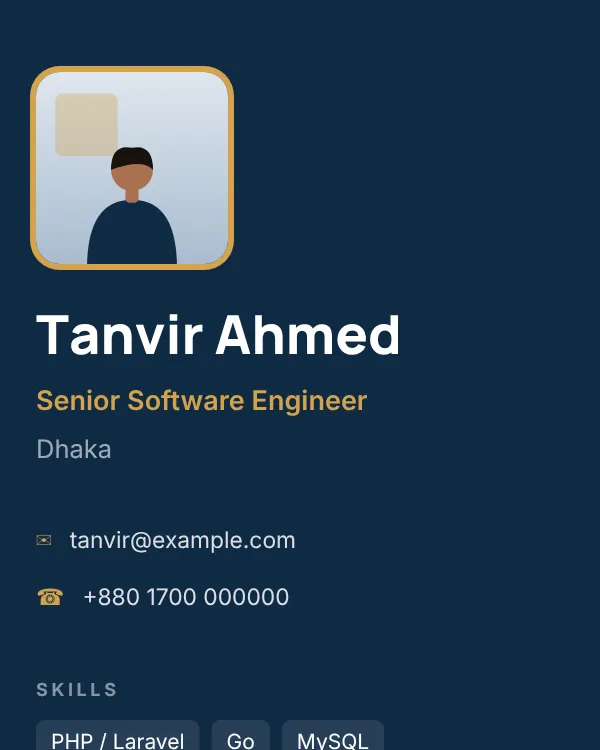 Tanvir Ahmed
Senior Software Engineer
Dhaka
✉ tanvir@example.com
☎ +880 1700 000000
SKILLS
PHP / Laravel Go MySQL